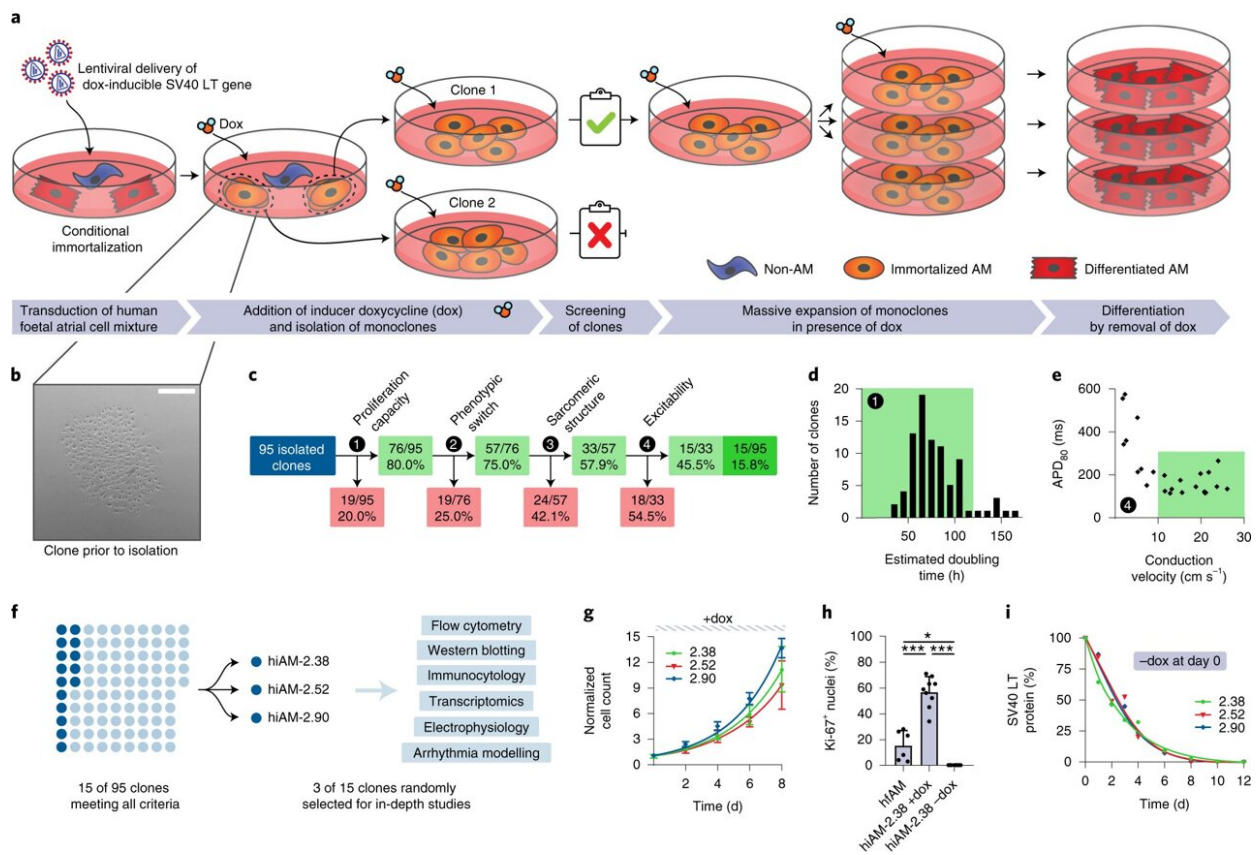 a
Lentiviral delivery of
dox-inducible SV40 LT gene
Dox
Clone 1
Clone 2
Conditional
immortalization
Non-AM
Immortalized AM
Differentiated AM
Transduction of human
foetal atrial cell mixture
Addition of inducer doxycycline (dox)
and isolation of monoclones
Screening
of clones
Massive expansion of monoclones
in presence of dox
Differentiation
by removal of dox
b
Clone prior to isolation
c
Proliferation
capacity
Phenotypic
switch
Sarcomeric
structure
Excitability
95 isolated
clones
1
76/95
80.0%
2
57/76
75.0%
3
33/57
57.9%
4
15/33
45.5%
15/95
15.8%
19/95
20.0%
19/76
25.0%
24/57
42.1%
18/33
54.5%
d
20
15
10
5
0
1
Number of clones
50
100
150
Estimated doubling
time (h)
e
600
400
200
0
APD80 (ms)
4
0
10
20
30
Conduction
velocity (cm s−1)
f
hiAM-2.38
hiAM-2.52
hiAM-2.90
Flow cytometry
Western blotting
Immunocytology
Transcriptomics
Electrophysiology
Arrhythmia modelling
15 of 95 clones
meeting all criteria
3 of 15 clones randomly
selected for in-depth studies
g
+dox
15
12
9
6
3
0
Normalized
cell count
2.38
2.52
2.90
2
4
6
8
Time (d)
h
*
*** ***
100
80
60
40
20
0
Ki-67+ nuclei (%)
hfAM
hiAM-2.38 +dox
hiAM-2.38 –dox
i
100
75
50
25
0
SV40 LT
protein (%)
–dox at day 0
2.38
2.52
2.90
0
2
4
6
8
10
12
Time (d)